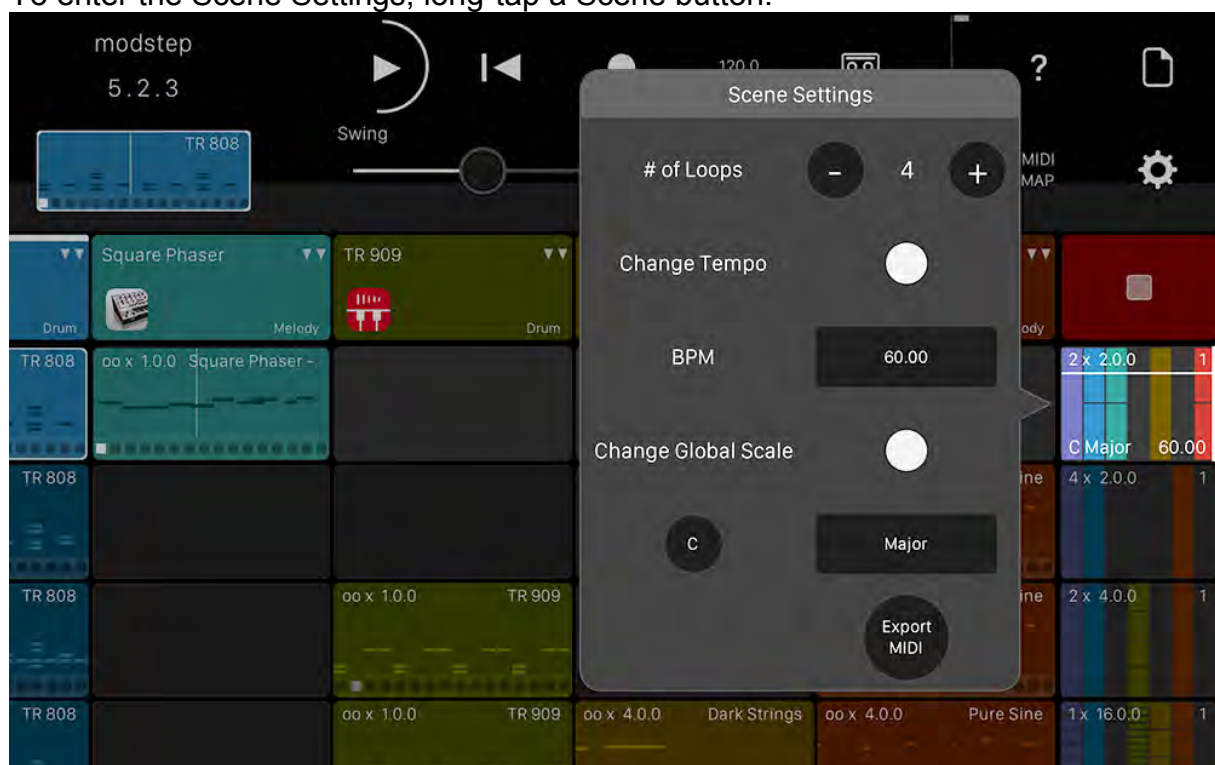 To enter the Scene Settings, long-tap a Scene button.
modstep
5.2.3
120.0
?
TR 808
Swing
MIDI
MAP
Scene Settings
# of Loops - 4 +
Change Tempo
BPM 60.00
Change Global Scale
C Major
Export
MIDI
Drum
Square Phaser
Melody
TR 909
Drum
ody
TR 808
oo x 1.0.0 Square Phaser -
2 x 2.0.0 1
C Major 60.00
TR 808
ine
4 x 2.0.0 1
TR 808
oo x 1.0.0 TR 909
ine
2 x 4.0.0 1
TR 808
oo x 1.0.0 TR 909
oo x 4.0.0 Dark Strings
oo x 4.0.0 Pure Sine
1 x 16.0.0 1